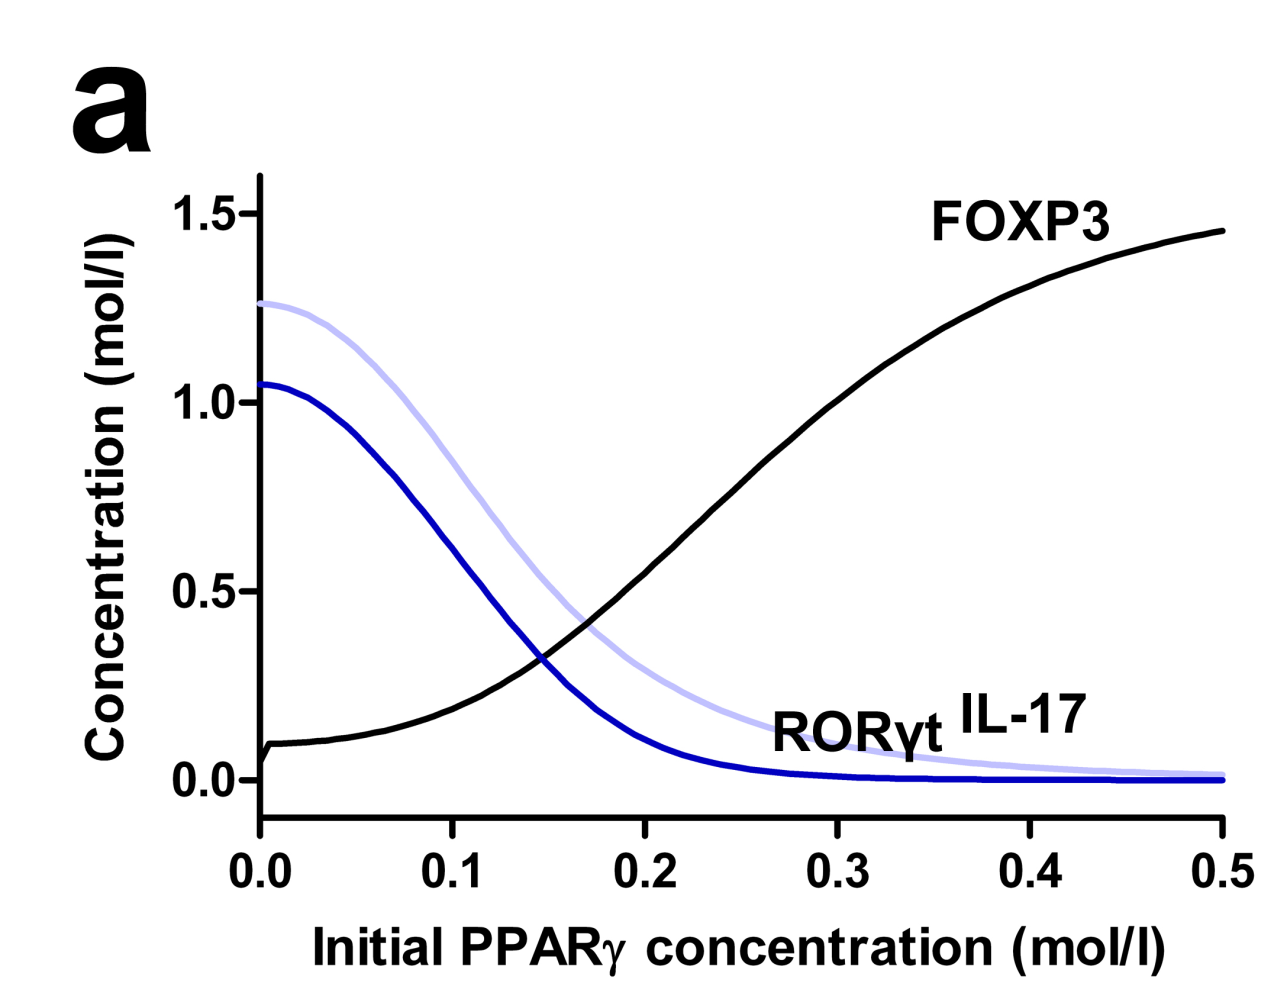 a
Concentration (mol/l)
1.5
1.0
0.5
0.0
FOXP3
RORγt
IL-17
0.0 0.1 0.2 0.3 0.4 0.5
Initial PPARγ concentration (mol/l)